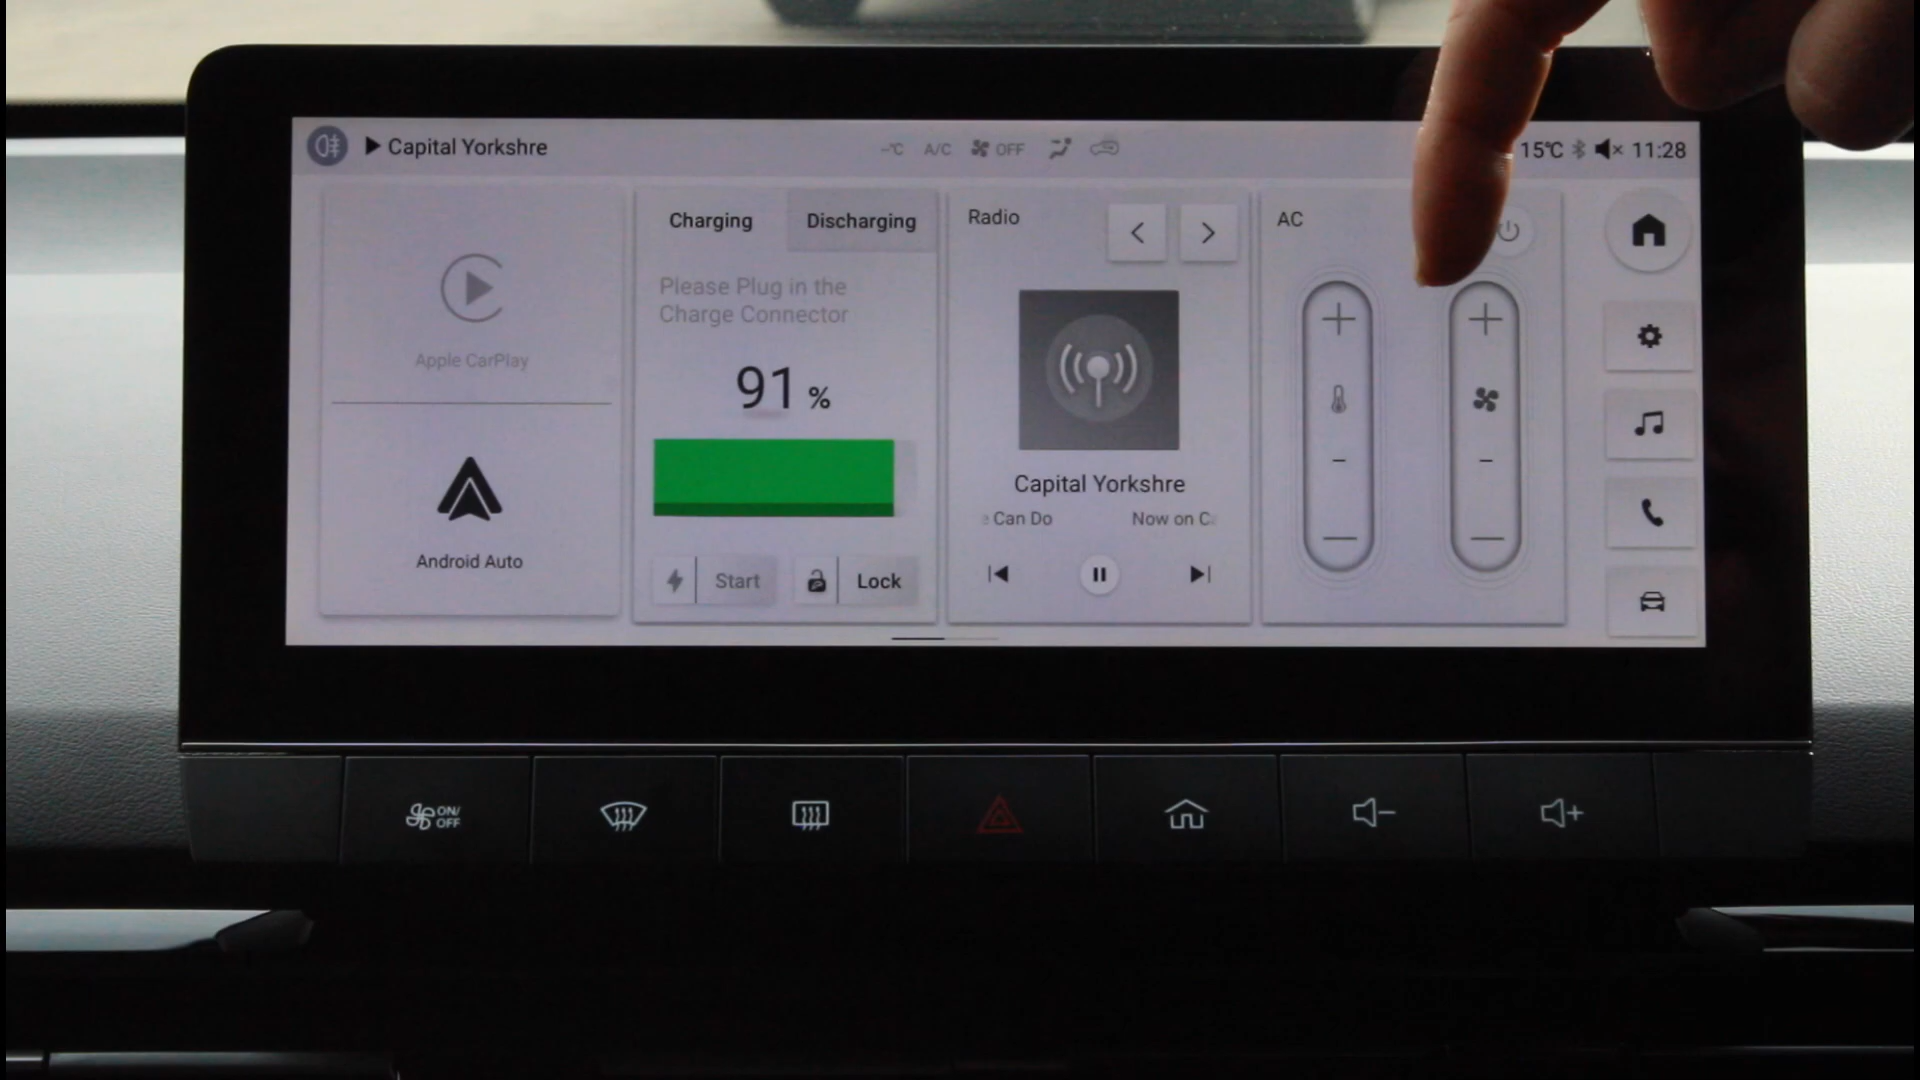 Capital Yorkshre
--°C A/C OFF
15°C 11:28
Apple CarPlay
Android Auto
Charging Discharging
Please Plug in the
Charge Connector
91 %
Start Lock
Radio
Capital Yorkshre
Can Do Now on
AC
ON/
OFF